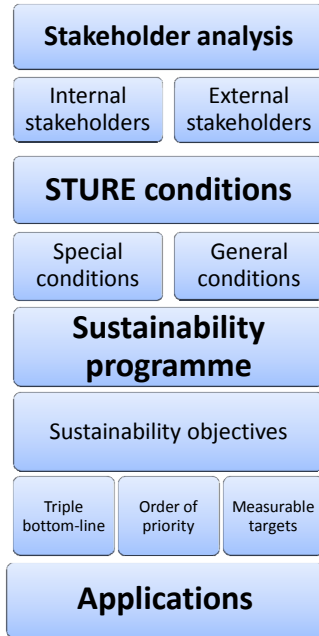 Stakeholder analysis
Internal
stakeholders
External
stakeholders
STURE conditions
Special
conditions
General
conditions
Sustainability
programme
Sustainability objectives
Triple
bottom-line
Order of
priority
Measurable
targets
Applications